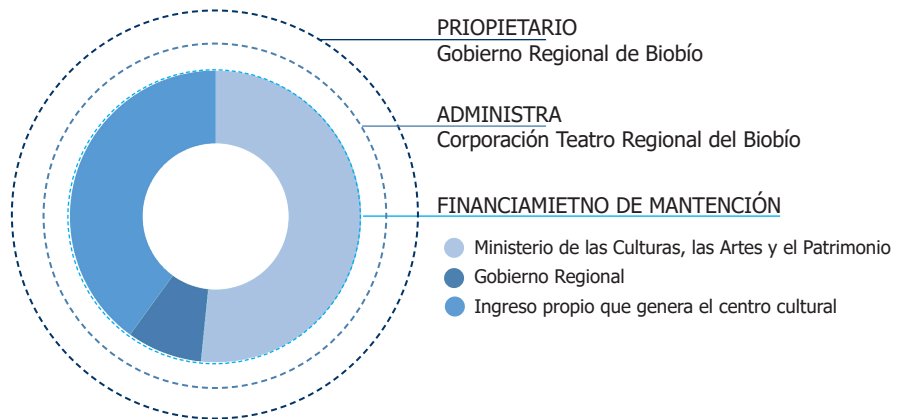 PRIOPIETARIO
Gobierno Regional de Biobío
ADMINISTRA
Corporación Teatro Regional del Biobío
FINANCIAMIETNO DE MANTENCIÓN
Ministerio de las Culturas, las Artes y el Patrimonio
Gobierno Regional
Ingreso propio que genera el centro cultural